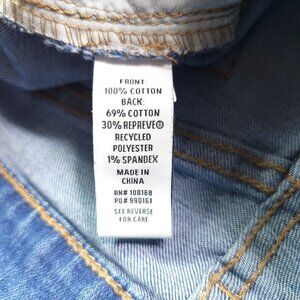 FRONT:
100% COTTON
BACK:
69% COTTON
30% REPREVE®
RECYCLED
POLYESTER
1% SPANDEX
MADE IN
CHINA
RN# 108168
PO# 990161
SEE REVERSE
FOR CARE